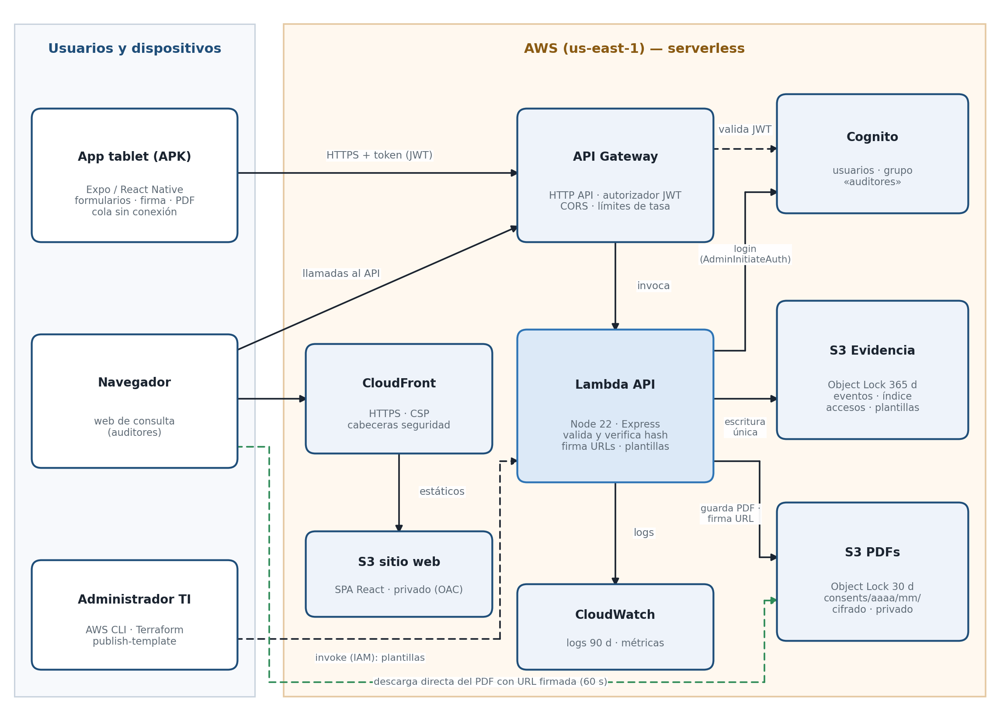 Usuarios y dispositivos
AWS (us-east-1) — serverless
App tablet (APK)
Expo / React Native
formularios · firma · PDF
cola sin conexión
HTTPS + token (JWT)
API Gateway
HTTP API · autorizador JWT
CORS · límites de tasa
valida JWT
Cognito
usuarios · grupo
«auditores»
login
(AdminInitiateAuth)
llamadas al API
invoca
Navegador
web de consulta
(auditores)
CloudFront
HTTPS · CSP
cabeceras seguridad
Lambda API
Node 22 · Express
valida y verifica hash
firma URLs · plantillas
S3 Evidencia
Object Lock 365 d
eventos · índice
accesos · plantillas
escritura
única
estáticos
guarda PDF ·
firma URL
logs
S3 sitio web
SPA React · privado (OAC)
S3 PDFs
Object Lock 30 d
consents/aaaa/mm/
cifrado · privado
Administrador TI
AWS CLI · Terraform
publish-template
CloudWatch
logs 90 d · métricas
invoke (IAM): plantillas
descarga directa del PDF con URL firmada (60 s)